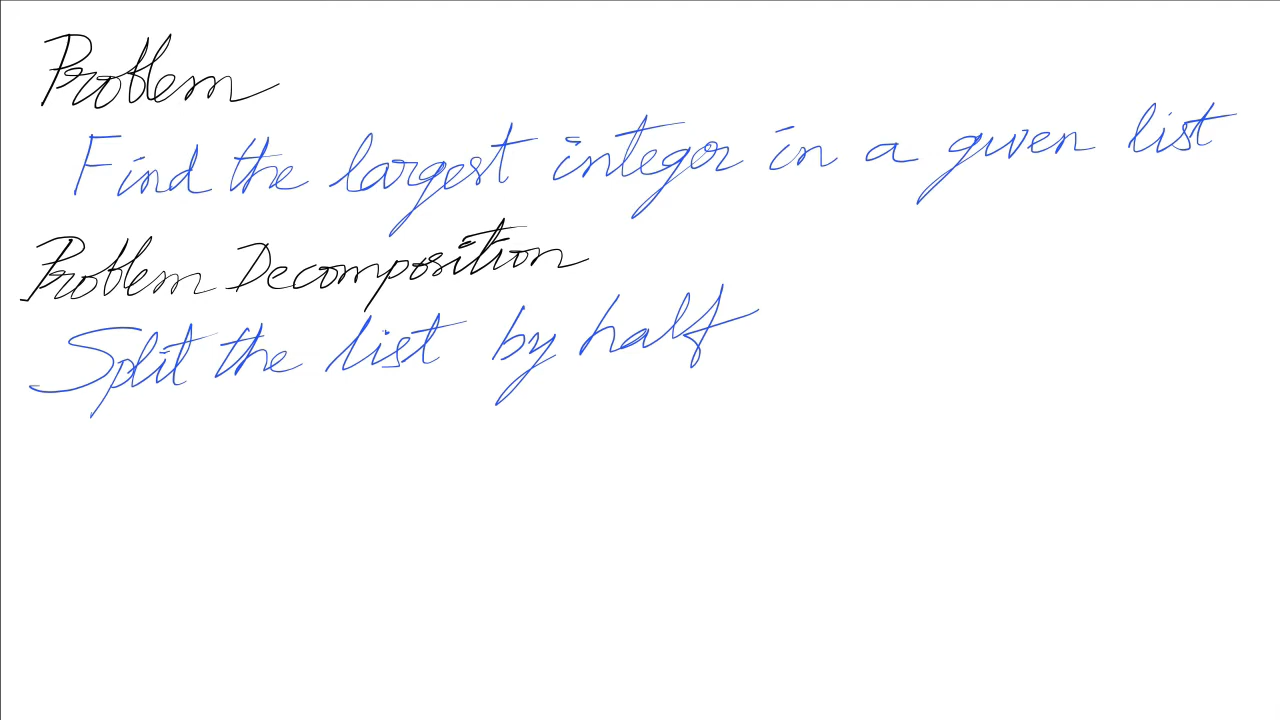 Problem
Find the largest integer in a given list
Problem Decomposition
Split the list by half